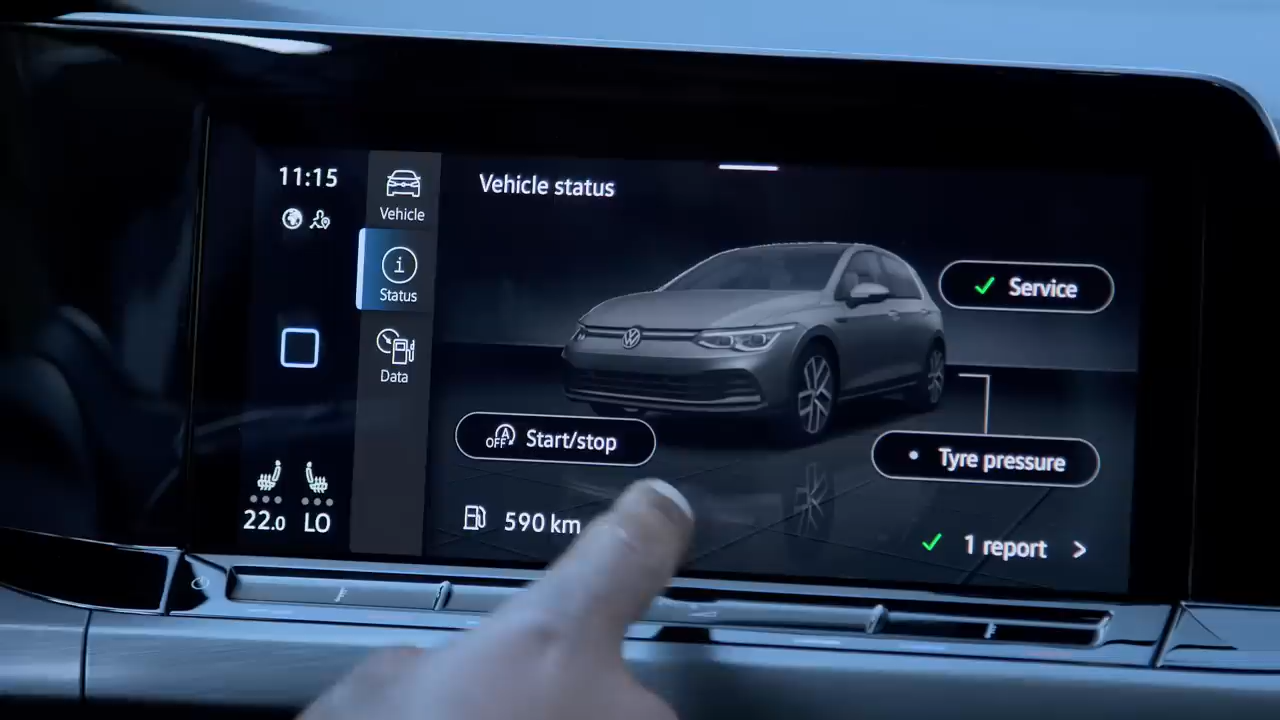 11:15
Vehicle
Status
Data
22.0 LO
Vehicle status
Service
A
OFF
Start/stop
Tyre pressure
590 km
1 report